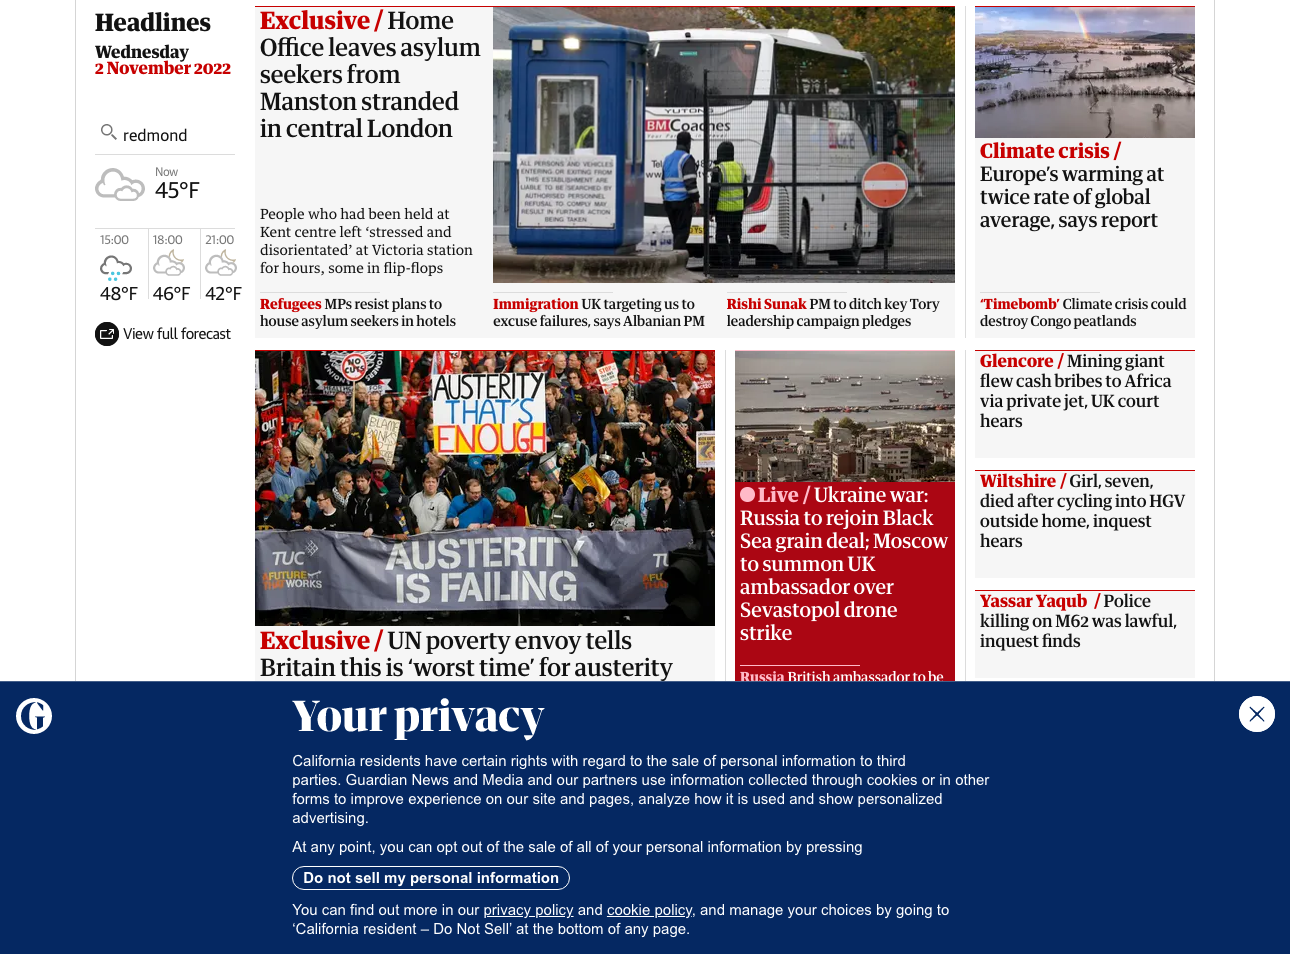 Headlines
Wednesday
2 November 2022
redmond
Now
45°F
15:00
48°F
18:00
46°F
21:00
42°F
View full forecast
Exclusive / Home
Office leaves asylum
seekers from
Manston stranded
in central London
People who had been held at
Kent centre left ‘stressed and
disorientated’ at Victoria station
for hours, some in flip-flops
YUTONG
BMCoaches
ALL PERSONS AND VEHICLES
ENTERING OR EXITING FROM
THIS ESTABLISHMENT ARE
LIABLE TO BE SEARCHED BY
AUTHORISED PERSONNEL
REFUSAL TO COMPLY MAY
RESULT IN FURTHER ACTION
BEING TAKEN
Refugees MPs resist plans to
house asylum seekers in hotels
Immigration UK targeting us to
excuse failures, says Albanian PM
Rishi Sunak PM to ditch key Tory
leadership campaign pledges
Climate crisis /
Europe’s warming at
twice rate of global
average, says report
‘Timebomb’ Climate crisis could
destroy Congo peatlands
NO
CUTS
AUSTERITY
THAT'S
ENOUGH
BLAME
TUC
A FUTURE THAT WORKS
AUSTERITY
IS FAILING
TU
Exclusive / UN poverty envoy tells
Britain this is ‘worst time’ for austerity
Live / Ukraine war:
Russia to rejoin Black
Sea grain deal; Moscow
to summon UK
ambassador over
Sevastopol drone
strike
Russia British ambassador to be
Glencore / Mining giant
flew cash bribes to Africa
via private jet, UK court
hears
Wiltshire / Girl, seven,
died after cycling into HGV
outside home, inquest
hears
Yassar Yaqub / Police
killing on M62 was lawful,
inquest finds
Your privacy
California residents have certain rights with regard to the sale of personal information to third
parties. Guardian News and Media and our partners use information collected through cookies or in other
forms to improve experience on our site and pages, analyze how it is used and show personalized
advertising.
At any point, you can opt out of the sale of all of your personal information by pressing
Do not sell my personal information
You can find out more in our privacy policy and cookie policy, and manage your choices by going to
‘California resident – Do Not Sell’ at the bottom of any page.